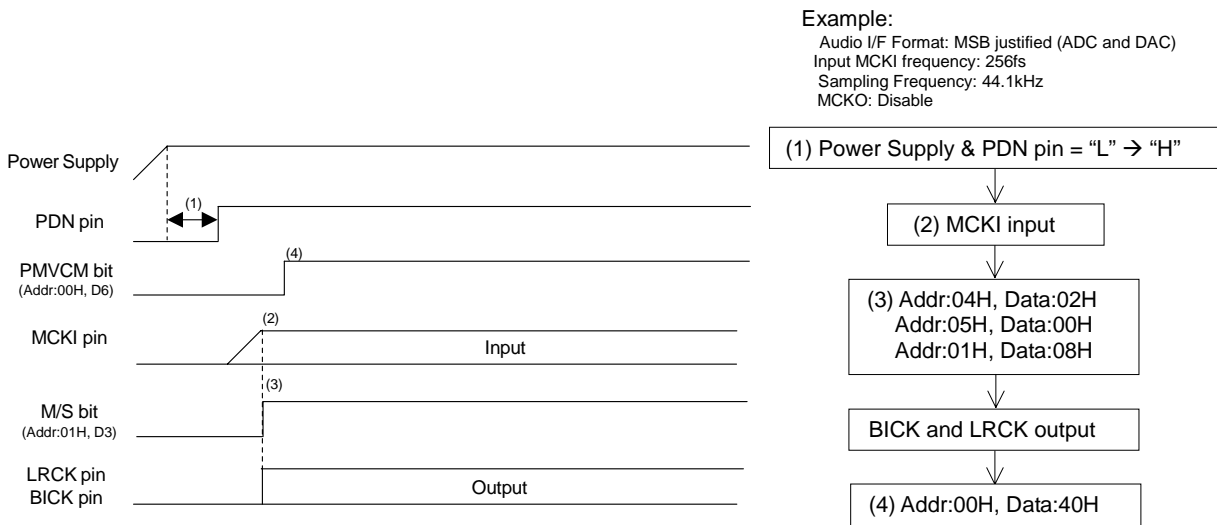 Example:
Audio I/F Format: MSB justified (ADC and DAC)
Input MCKI frequency: 256fs
Sampling Frequency: 44.1kHz
MCKO: Disable
Power Supply
(1)
PDN pin
(4)
PMVCM bit
(Addr:00H, D6)
(2)
MCKI pin
Input
(3)
M/S bit
(Addr:01H, D3)
LRCK pin
BICK pin
Output
(1) Power Supply & PDN pin = “L” → “H”
(2) MCKI input
(3) Addr:04H, Data:02H
Addr:05H, Data:00H
Addr:01H, Data:08H
BICK and LRCK output
(4) Addr:00H, Data:40H